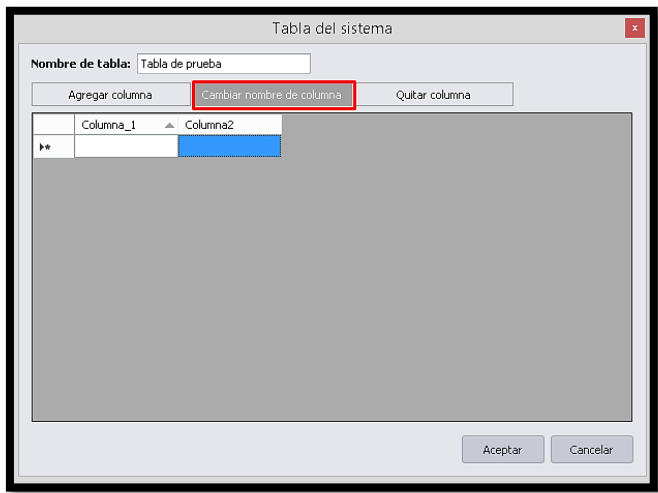 Tabla del sistema
x
Nombre de tabla: Tabla de prueba
Agregar columna Cambiar nombre de columna Quitar columna
Columna_1 Columna2
Aceptar Cancelar